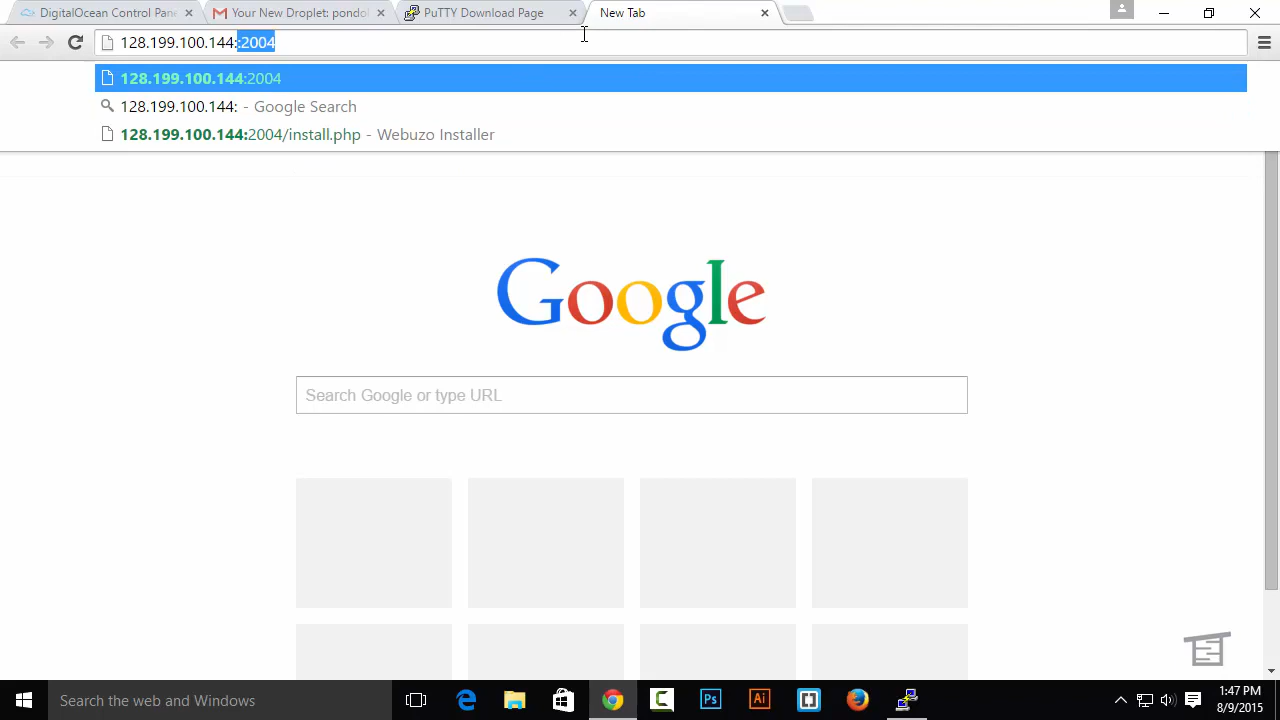 DigitalOcean Control Pane
Your New Droplet: pondol
PuTTY Download Page
New Tab
128.199.100.144::2004
128.199.100.144:2004
128.199.100.144: - Google Search
128.199.100.144:2004/install.php - Webuzo Installer
Google
Search Google or type URL
Search the web and Windows
Ps
Ai
1:47 PM
8/9/2015